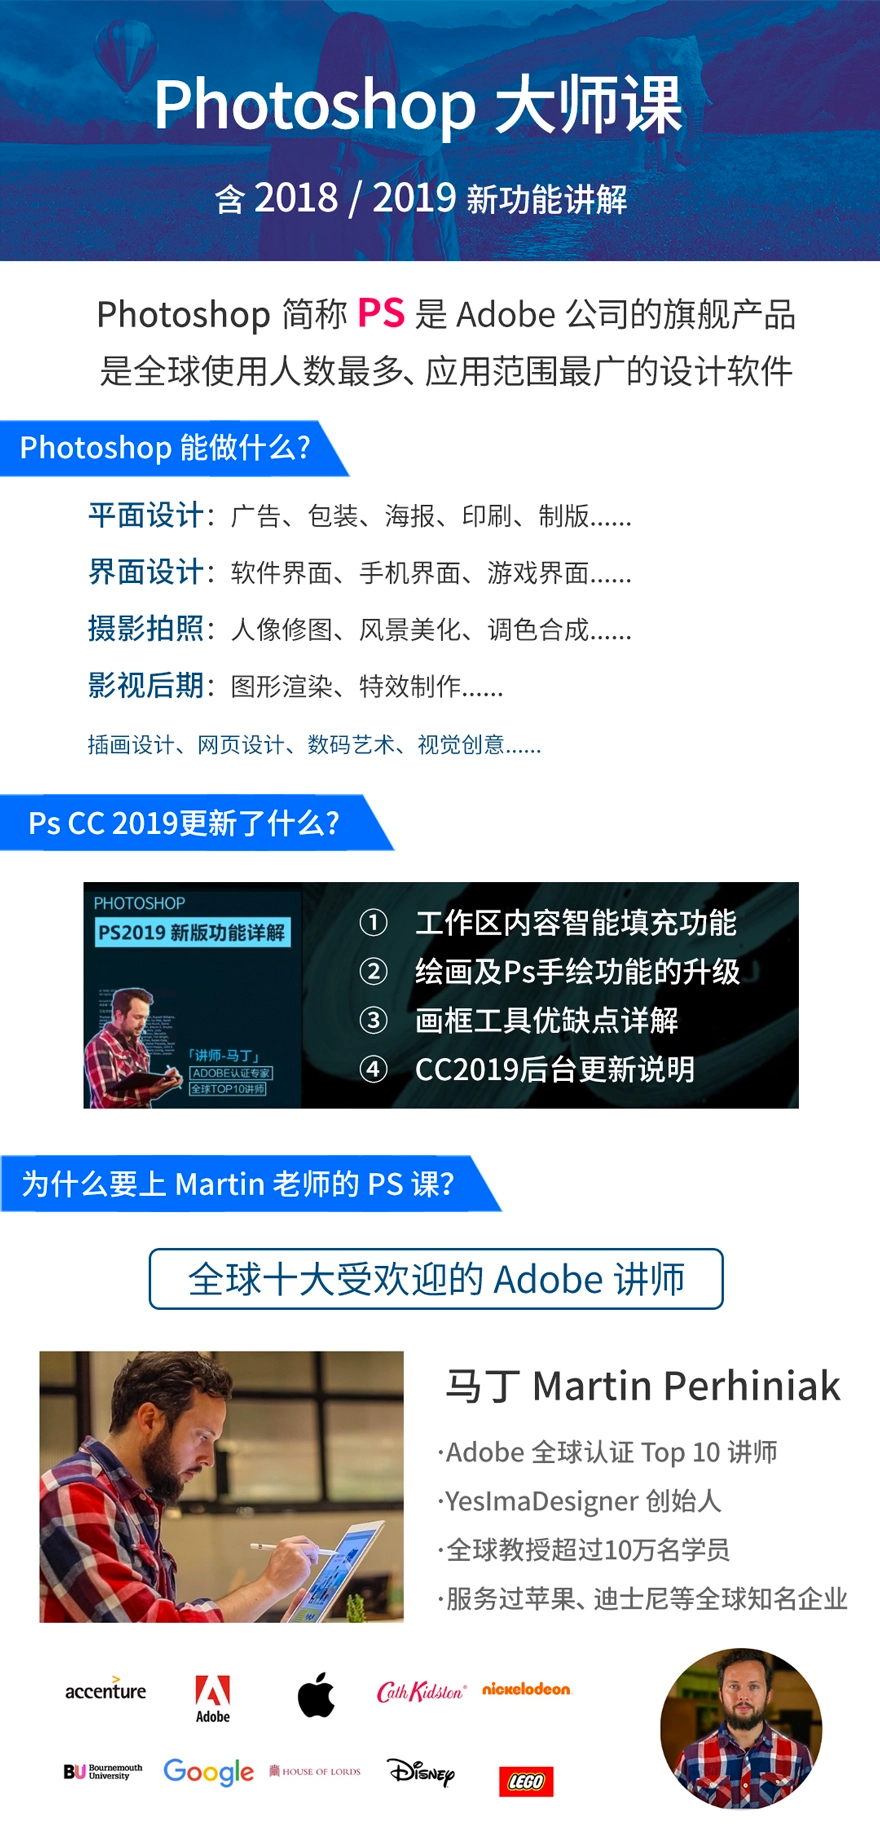 Photoshop 大师课
含 2018 / 2019 新功能讲解
Photoshop 简称 PS 是 Adobe 公司的旗舰产品
是全球使用人数最多、应用范围最广的设计软件
Photoshop 能做什么?
平面设计：广告、包装、海报、印刷、制版......
界面设计：软件界面、手机界面、游戏界面......
摄影拍照：人像修图、风景美化、调色合成......
影视后期：图形渲染、特效制作......
插画设计、网页设计、数码艺术、视觉创意......
Ps CC 2019更新了什么?
PHOTOSHOP
PS2019 新版功能详解
「讲师-马丁」
ADOBE认证专家
全球TOP10讲师
① 工作区内容智能填充功能
② 绘画及Ps手绘功能的升级
③ 画框工具优缺点详解
④ CC2019后台更新说明
为什么要上 Martin 老师的 PS 课?
全球十大受欢迎的 Adobe 讲师
马丁 Martin Perhiniak
·Adobe 全球认证 Top 10 讲师
·YesImaDesigner 创始人
·全球教授超过10万名学员
·服务过苹果、迪士尼等全球知名企业
accenture
Adobe
Cath Kidston
nickelodeon
BU Bournemouth University
Google
HOUSE OF LORDS
Disney
LEGO